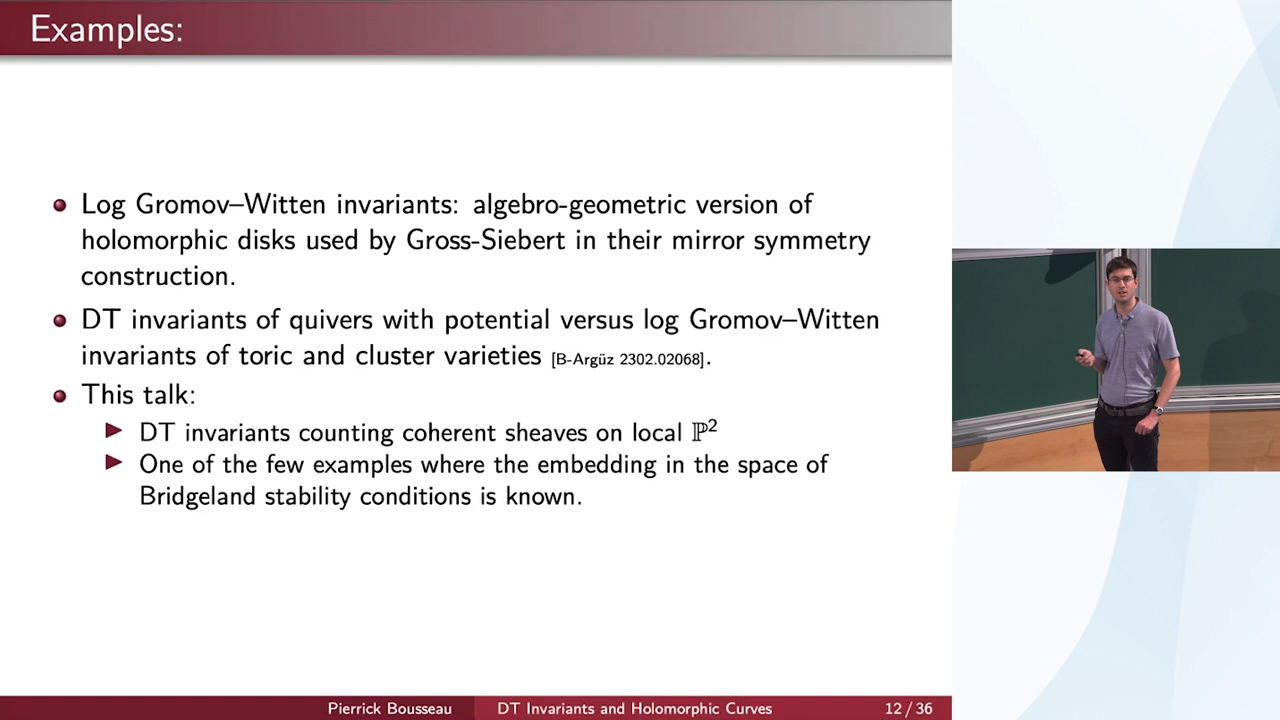 Examples:
Log Gromov–Witten invariants: algebro-geometric version of
holomorphic disks used by Gross-Siebert in their mirror symmetry
construction.
DT invariants of quivers with potential versus log Gromov–Witten
invariants of toric and cluster varieties [B-Argüz 2302.02068].
This talk:
DT invariants counting coherent sheaves on local ℙ²
One of the few examples where the embedding in the space of
Bridgeland stability conditions is known.
Pierrick Bousseau DT Invariants and Holomorphic Curves 12 / 36